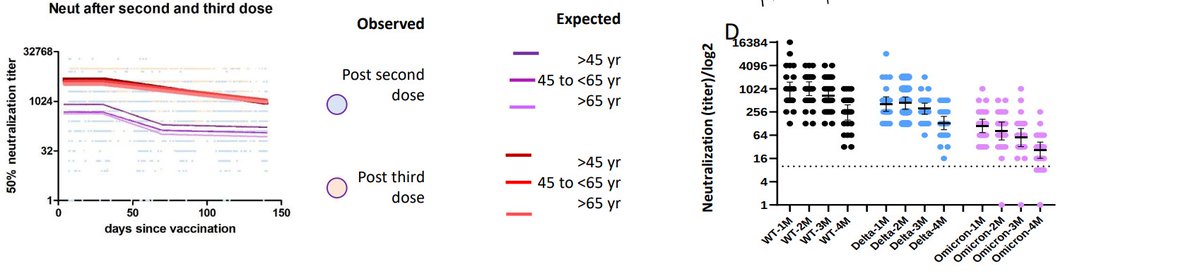 Neut after second and third dose
50% neutralization titer
32768
1024
32
1
0
50
100
150
days since vaccination
Observed
Post second
dose
Post third
dose
Expected
>45 yr
45 to <65 yr
>65 yr
>45 yr
45 to <65 yr
>65 yr
D
Neutralization (titer)/log2
16384
4096
1024
256
64
16
4
1
WT-1M
WT-2M
WT-3M
WT-4M
Delta-1M
Delta-2M
Delta-3M
Delta-4M
Omicron-1M
Omicron-2M
Omicron-3M
Omicron-4M